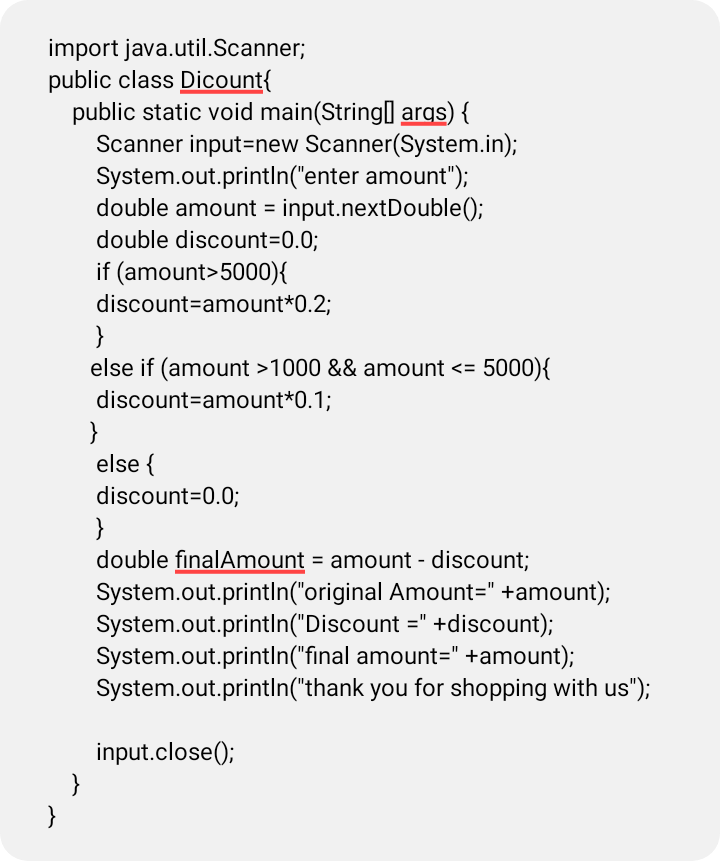 import java.util.Scanner;
public class Dicount{
public static void main(String[] args) {
Scanner input=new Scanner(System.in);
System.out.println("enter amount");
double amount = input.nextDouble();
double discount=0.0;
if (amount>5000){
discount=amount*0.2;
}
else if (amount >1000 && amount <= 5000){
discount=amount*0.1;
}
else {
discount=0.0;
}
double finalAmount = amount - discount;
System.out.println("original Amount=" +amount);
System.out.println("Discount =" +discount);
System.out.println("final amount=" +amount);
System.out.println("thank you for shopping with us");
input.close();
}
}